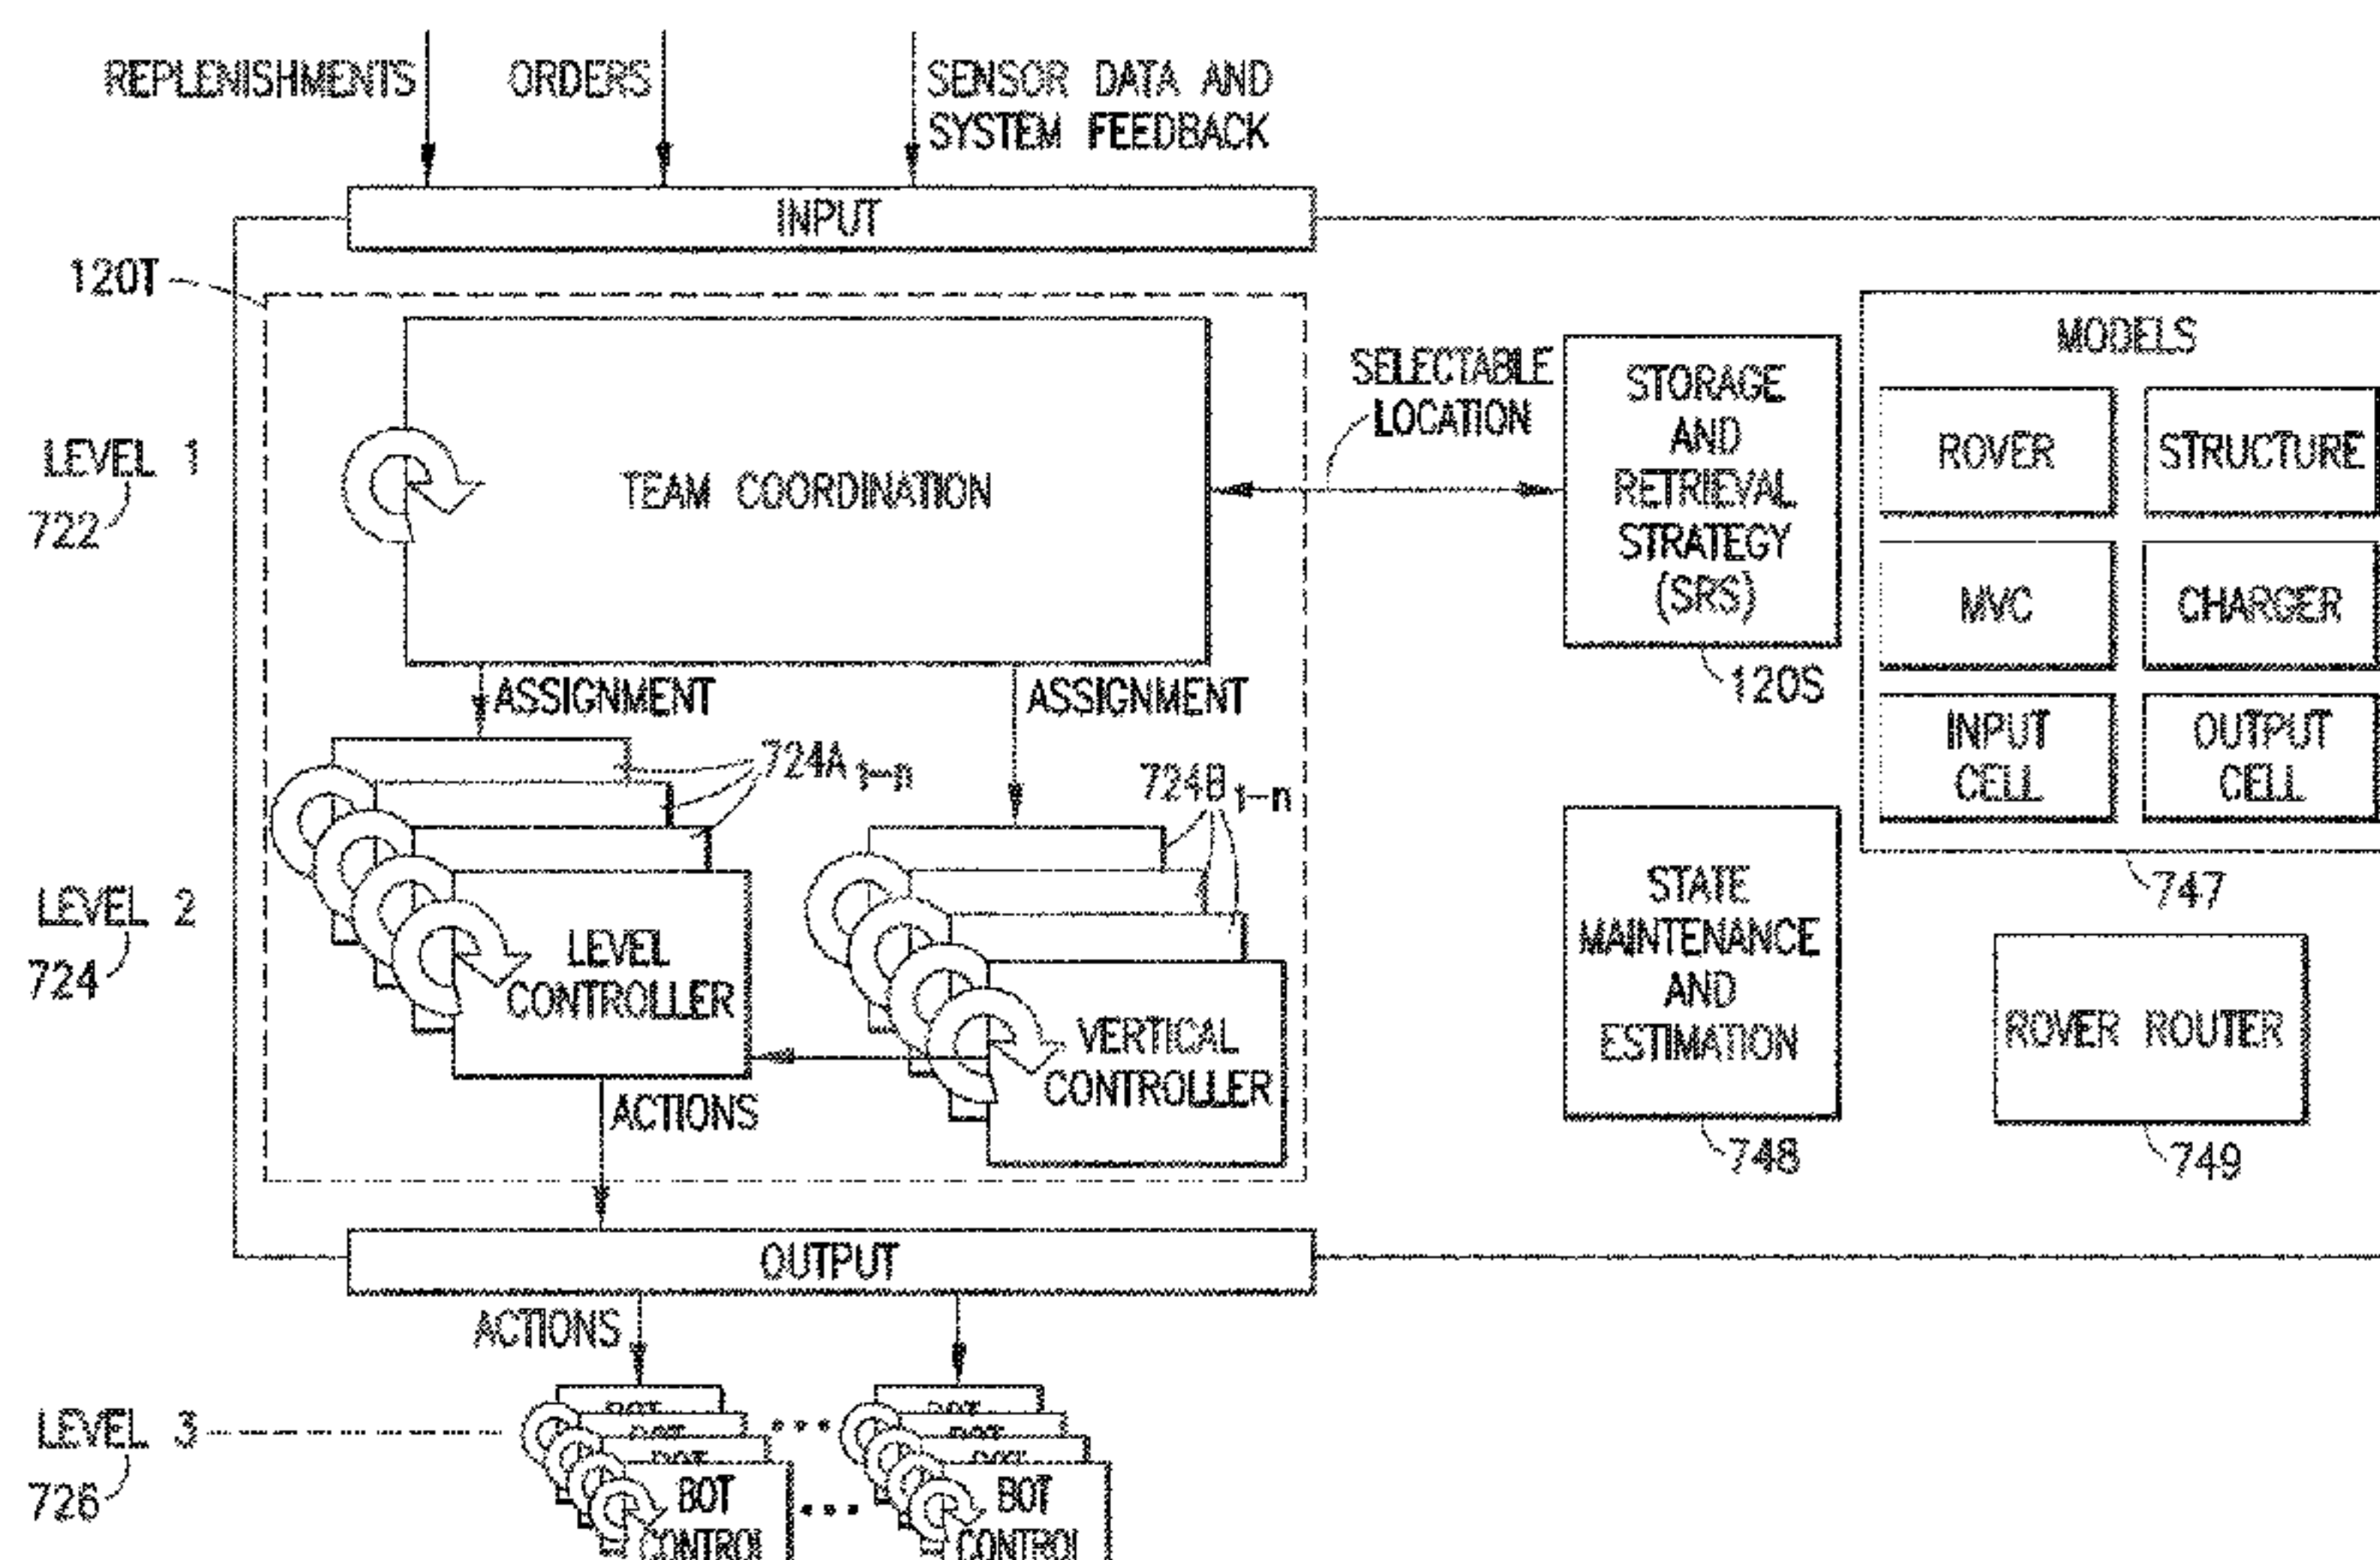 REPLENISHMENTS
ORDERS
SENSOR DATA AND
SYSTEM FEEDBACK
INPUT
120T
LEVEL 1
722
TEAM COORDINATION
SELECTABLE
LOCATION
STORAGE
AND
RETRIEVAL
STRATEGY
(SRS)
120S
MODELS
ROVER
STRUCTURE
MVC
CHARGER
INPUT
CELL
OUTPUT
CELL
747
ASSIGNMENT
ASSIGNMENT
724A 1-n
724B 1-n
LEVEL 2
724
LEVEL
CONTROLLER
VERTICAL
CONTROLLER
STATE
MAINTENANCE
AND
ESTIMATION
748
ROVER ROUTER
749
ACTIONS
OUTPUT
ACTIONS
LEVEL 3
726
BOT
CONTROL
BOT
CONTROL